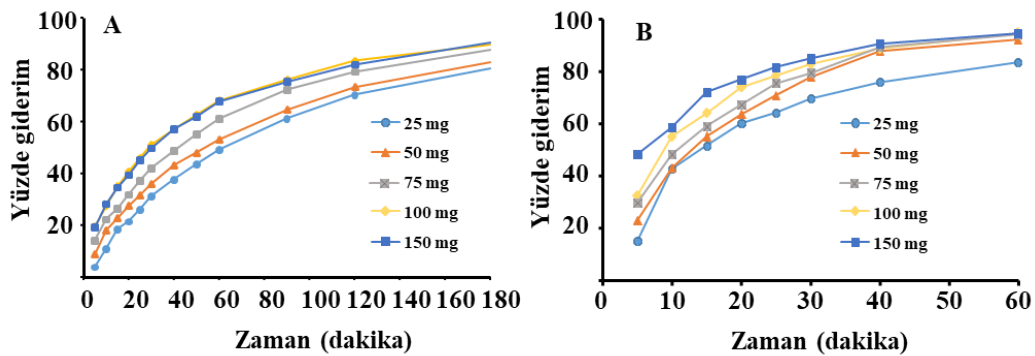 A
Yüzde giderim
100
80
60
40
20
0 20 40 60 80 100 120 140 160 180
Zaman (dakika)
25 mg
50 mg
75 mg
100 mg
150 mg
B
Yüzde giderim
100
80
60
40
20
0
0 10 20 30 40 50 60
Zaman (dakika)
25 mg
50 mg
75 mg
100 mg
150 mg